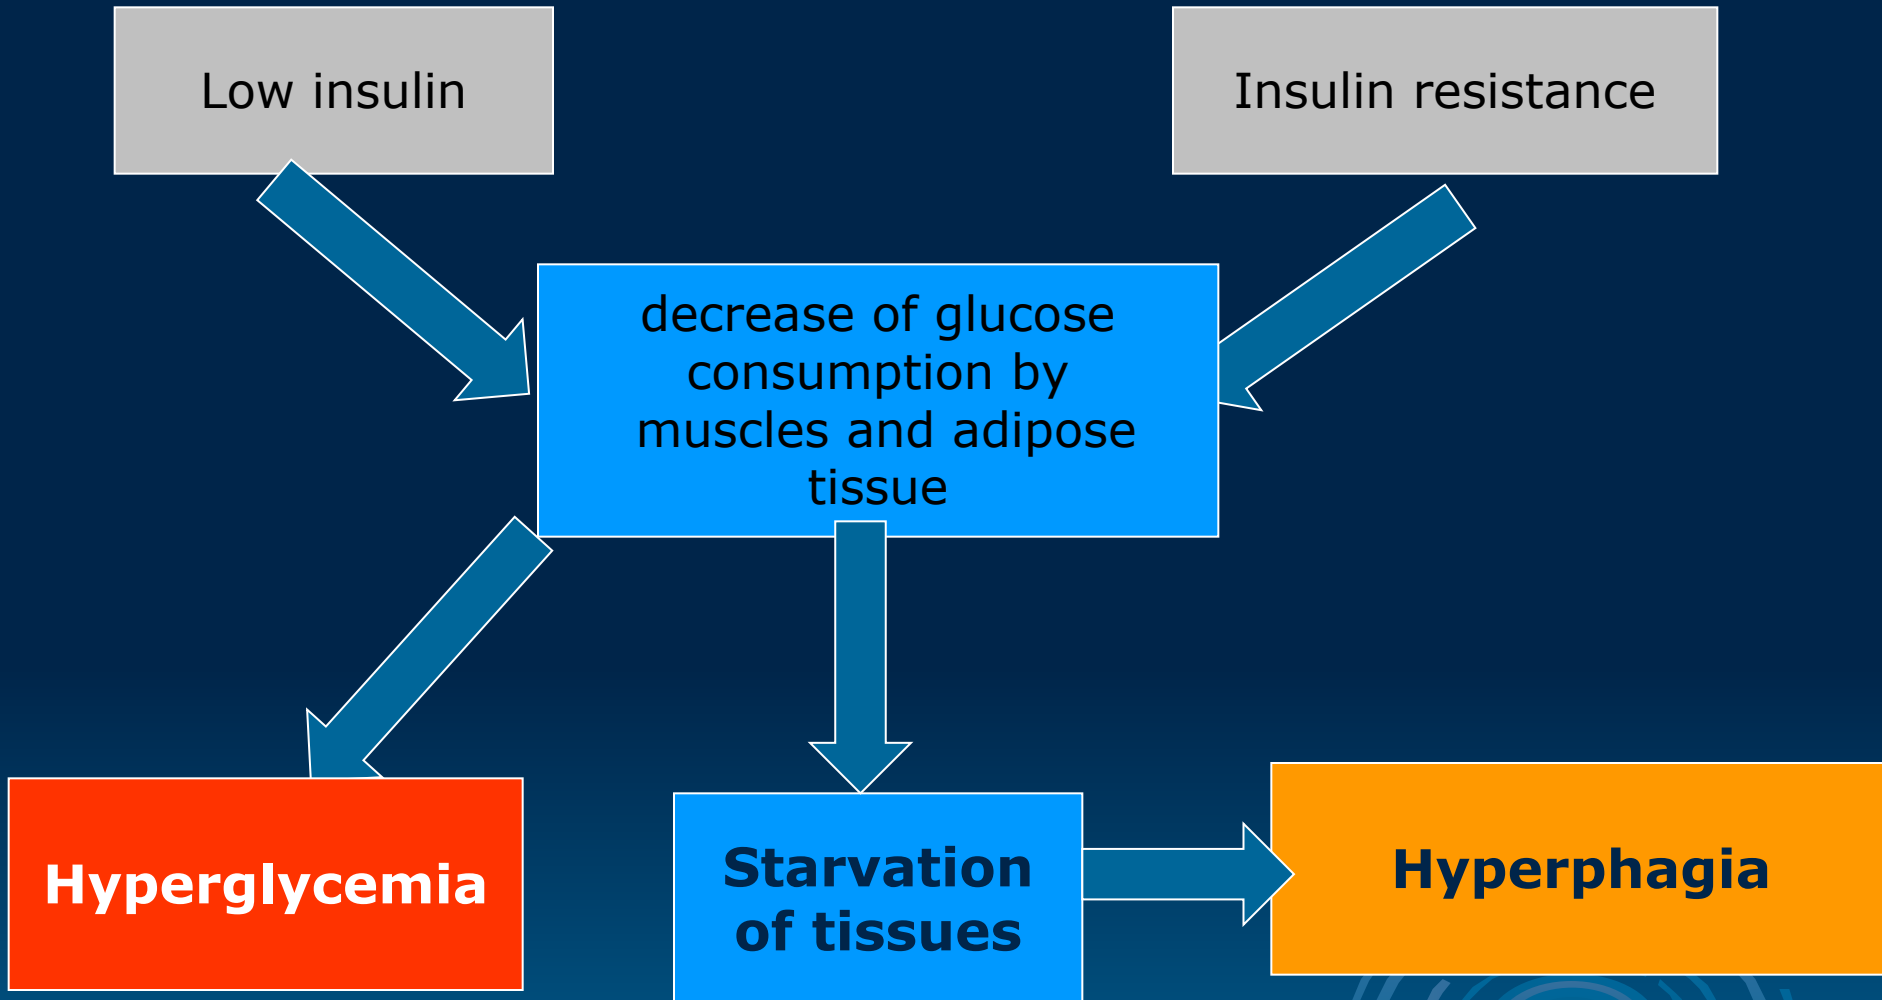 Low insulin
Insulin resistance
decrease of glucose
consumption by
muscles and adipose
tissue
Hyperglycemia
Starvation
of tissues
Hyperphagia